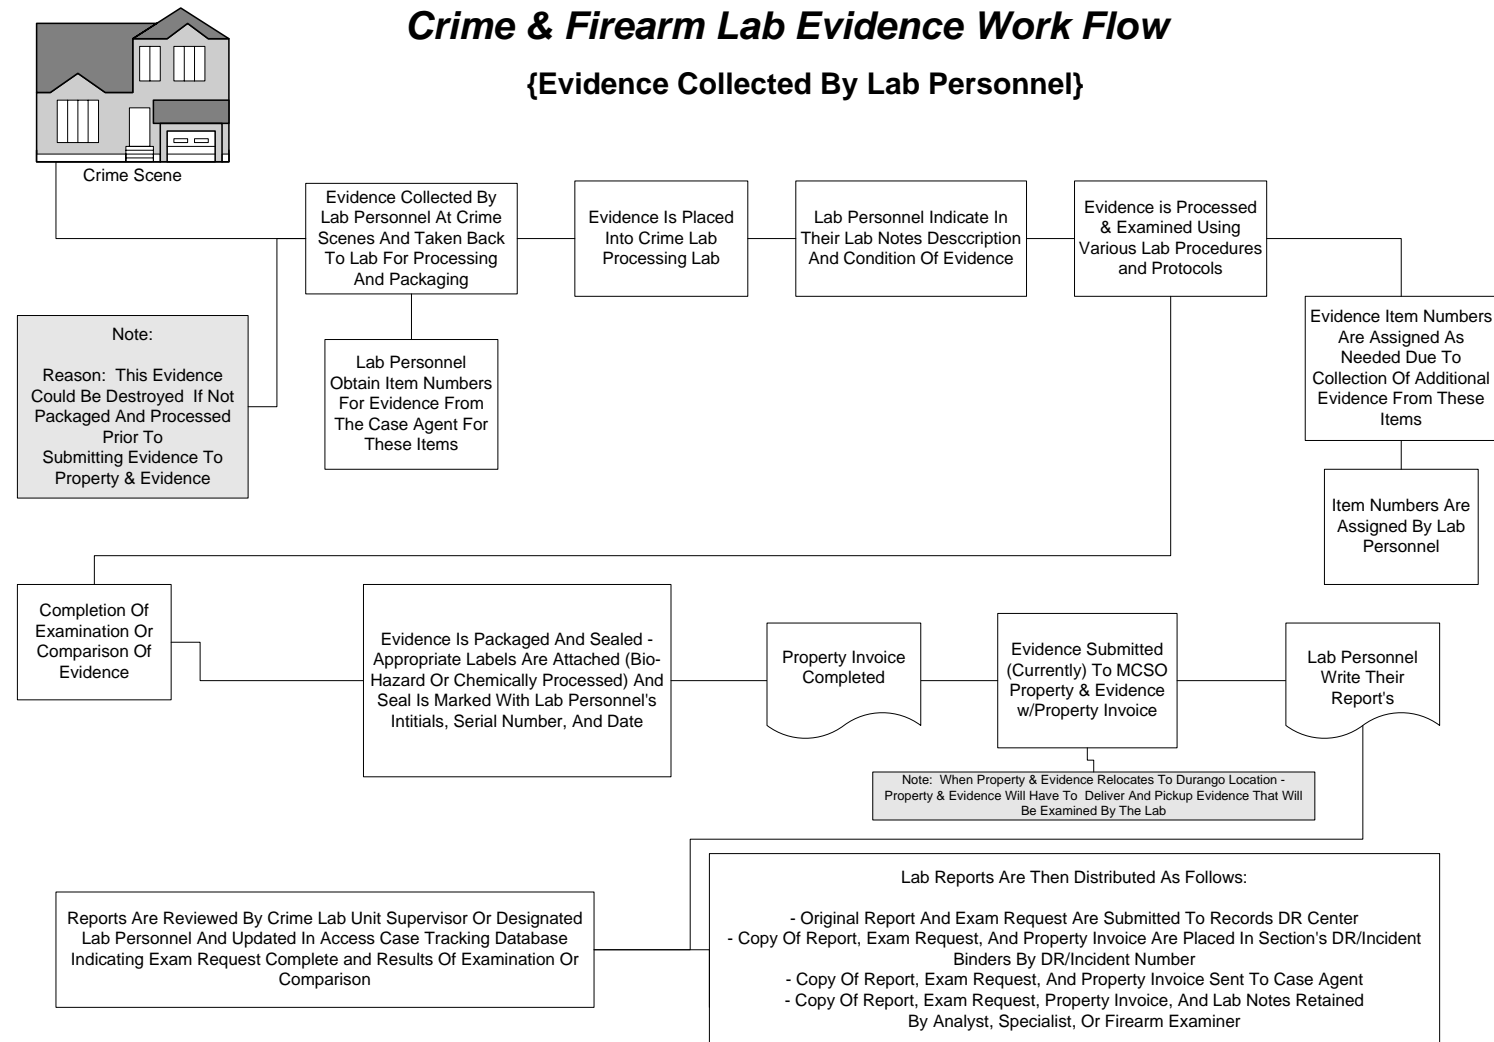 Crime & Firearm Lab Evidence Work Flow
{Evidence Collected By Lab Personnel}
Crime Scene
Evidence Collected By
Lab Personnel At Crime
Scenes And Taken Back
To Lab For Processing
And Packaging
Evidence Is Placed
Into Crime Lab
Processing Lab
Lab Personnel Indicate In
Their Lab Notes Desccription
And Condition Of Evidence
Evidence is Processed
& Examined Using
Various Lab Procedures
and Protocols
Note:
Reason: This Evidence
Could Be Destroyed If Not
Packaged And Processed
Prior To
Submitting Evidence To
Property & Evidence
Lab Personnel
Obtain Item Numbers
For Evidence From
The Case Agent For
These Items
Evidence Item Numbers
Are Assigned As
Needed Due To
Collection Of Additional
Evidence From These
Items
Item Numbers Are
Assigned By Lab
Personnel
Completion Of
Examination Or
Comparison Of
Evidence
Evidence Is Packaged And Sealed -
Appropriate Labels Are Attached (Bio-
Hazard Or Chemically Processed) And
Seal Is Marked With Lab Personnel's
Intitials, Serial Number, And Date
Property Invoice
Completed
Evidence Submitted
(Currently) To MCSO
Property & Evidence
w/Property Invoice
Lab Personnel
Write Their
Report's
Note: When Property & Evidence Relocates To Durango Location -
Property & Evidence Will Have To Deliver And Pickup Evidence That Will
Be Examined By The Lab
Reports Are Reviewed By Crime Lab Unit Supervisor Or Designated
Lab Personnel And Updated In Access Case Tracking Database
Indicating Exam Request Complete and Results Of Examination Or
Comparison
Lab Reports Are Then Distributed As Follows:
- Original Report And Exam Request Are Submitted To Records DR Center
- Copy Of Report, Exam Request, And Property Invoice Are Placed In Section's DR/Incident
Binders By DR/Incident Number
- Copy Of Report, Exam Request, And Property Invoice Sent To Case Agent
- Copy Of Report, Exam Request, Property Invoice, And Lab Notes Retained
By Analyst, Specialist, Or Firearm Examiner